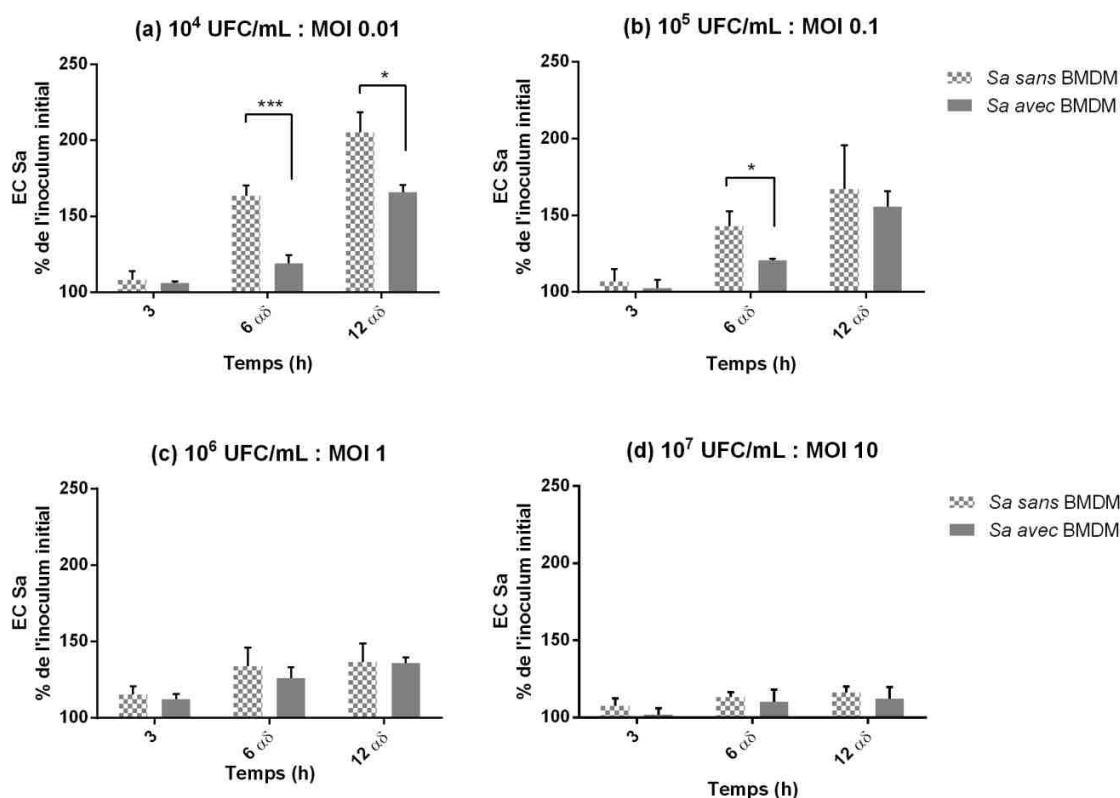 (a) 10⁴ UFC/mL : MOI 0.01
EC Sa
% de l'inoculum initial
250
200
150
100
***
*
3
6 αδ
12 αδ
Temps (h)
(b) 10⁵ UFC/mL : MOI 0.1
EC Sa
% de l'inoculum initial
250
200
150
100
*
3
6 αδ
12 αδ
Temps (h)
Sa sans BMDM
Sa avec BMDM
(c) 10⁶ UFC/mL : MOI 1
EC Sa
% de l'inoculum initial
250
200
150
100
3
6 αδ
12 αδ
Temps (h)
(d) 10⁷ UFC/mL : MOI 10
EC Sa
% de l'inoculum initial
250
200
150
100
3
6 αδ
12 αδ
Temps (h)
Sa sans BMDM
Sa avec BMDM